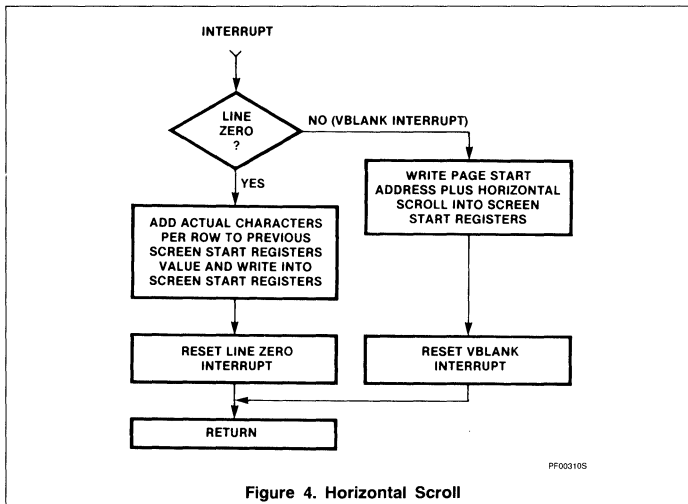 INTERRUPT
LINE
ZERO
?
NO (VBLANK INTERRUPT)
YES
WRITE PAGE START
ADDRESS PLUS HORIZONTAL
SCROLL INTO SCREEN
START REGISTERS
ADD ACTUAL CHARACTERS
PER ROW TO PREVIOUS
SCREEN START REGISTERS
VALUE AND WRITE INTO
SCREEN START REGISTERS
RESET LINE ZERO
INTERRUPT
RESET VBLANK
INTERRUPT
RETURN
PF00310S
Figure 4. Horizontal Scroll